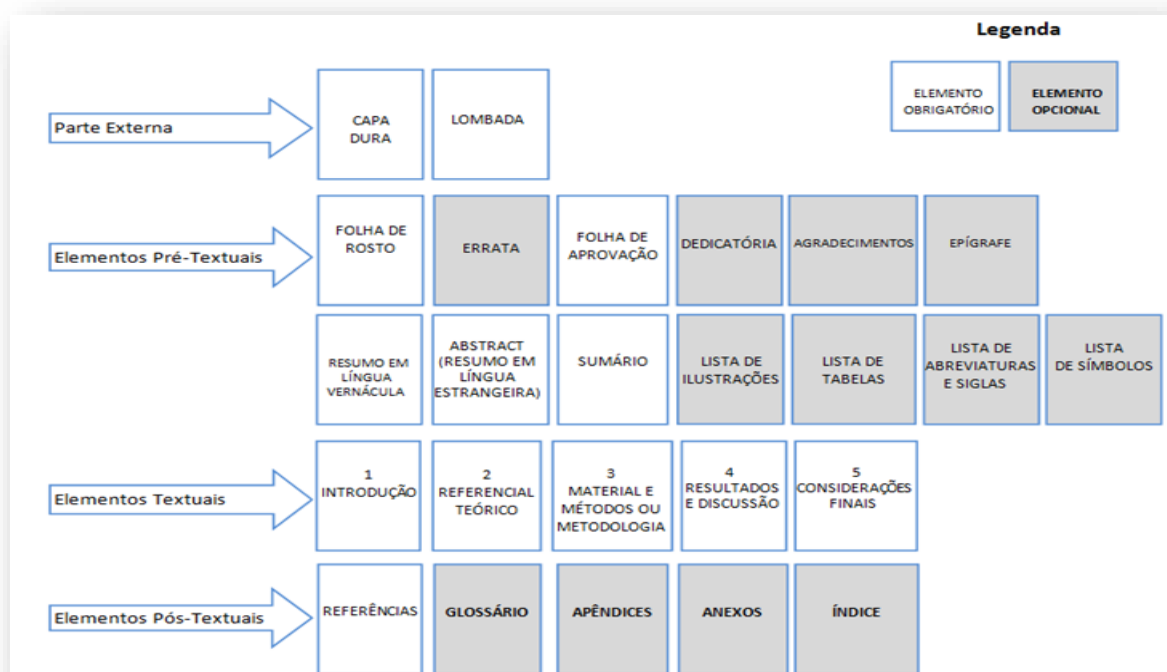 Legenda
ELEMENTO
OBRIGATÓRIO
ELEMENTO
OPCIONAL
Parte Externa
CAPA
DURA
LOMBADA
Elementos Pré-Textuais
FOLHA DE
ROSTO
ERRATA
FOLHA DE
APROVAÇÃO
DEDICATÓRIA
AGRADECIMENTOS
EPÍGRAFE
RESUMO EM
LÍNGUA
VERNÁCULA
ABSTRACT
(RESUMO EM
LÍNGUA
ESTRANGEIRA)
SUMÁRIO
LISTA DE
ILUSTRAÇÕES
LISTA DE
TABELAS
LISTA DE
ABREVIATURAS
E SIGLAS
LISTA
DE SÍMBOLOS
Elementos Textuais
1
INTRODUÇÃO
2
REFERENCIAL
TEÓRICO
3
MATERIAL E
MÉTODOS OU
METODOLOGIA
4
RESULTADOS
E DISCUSSÃO
5
CONSIDERAÇÕES
FINAIS
Elementos Pós-Textuais
REFERÊNCIAS
GLOSSÁRIO
APÊNDICES
ANEXOS
ÍNDICE